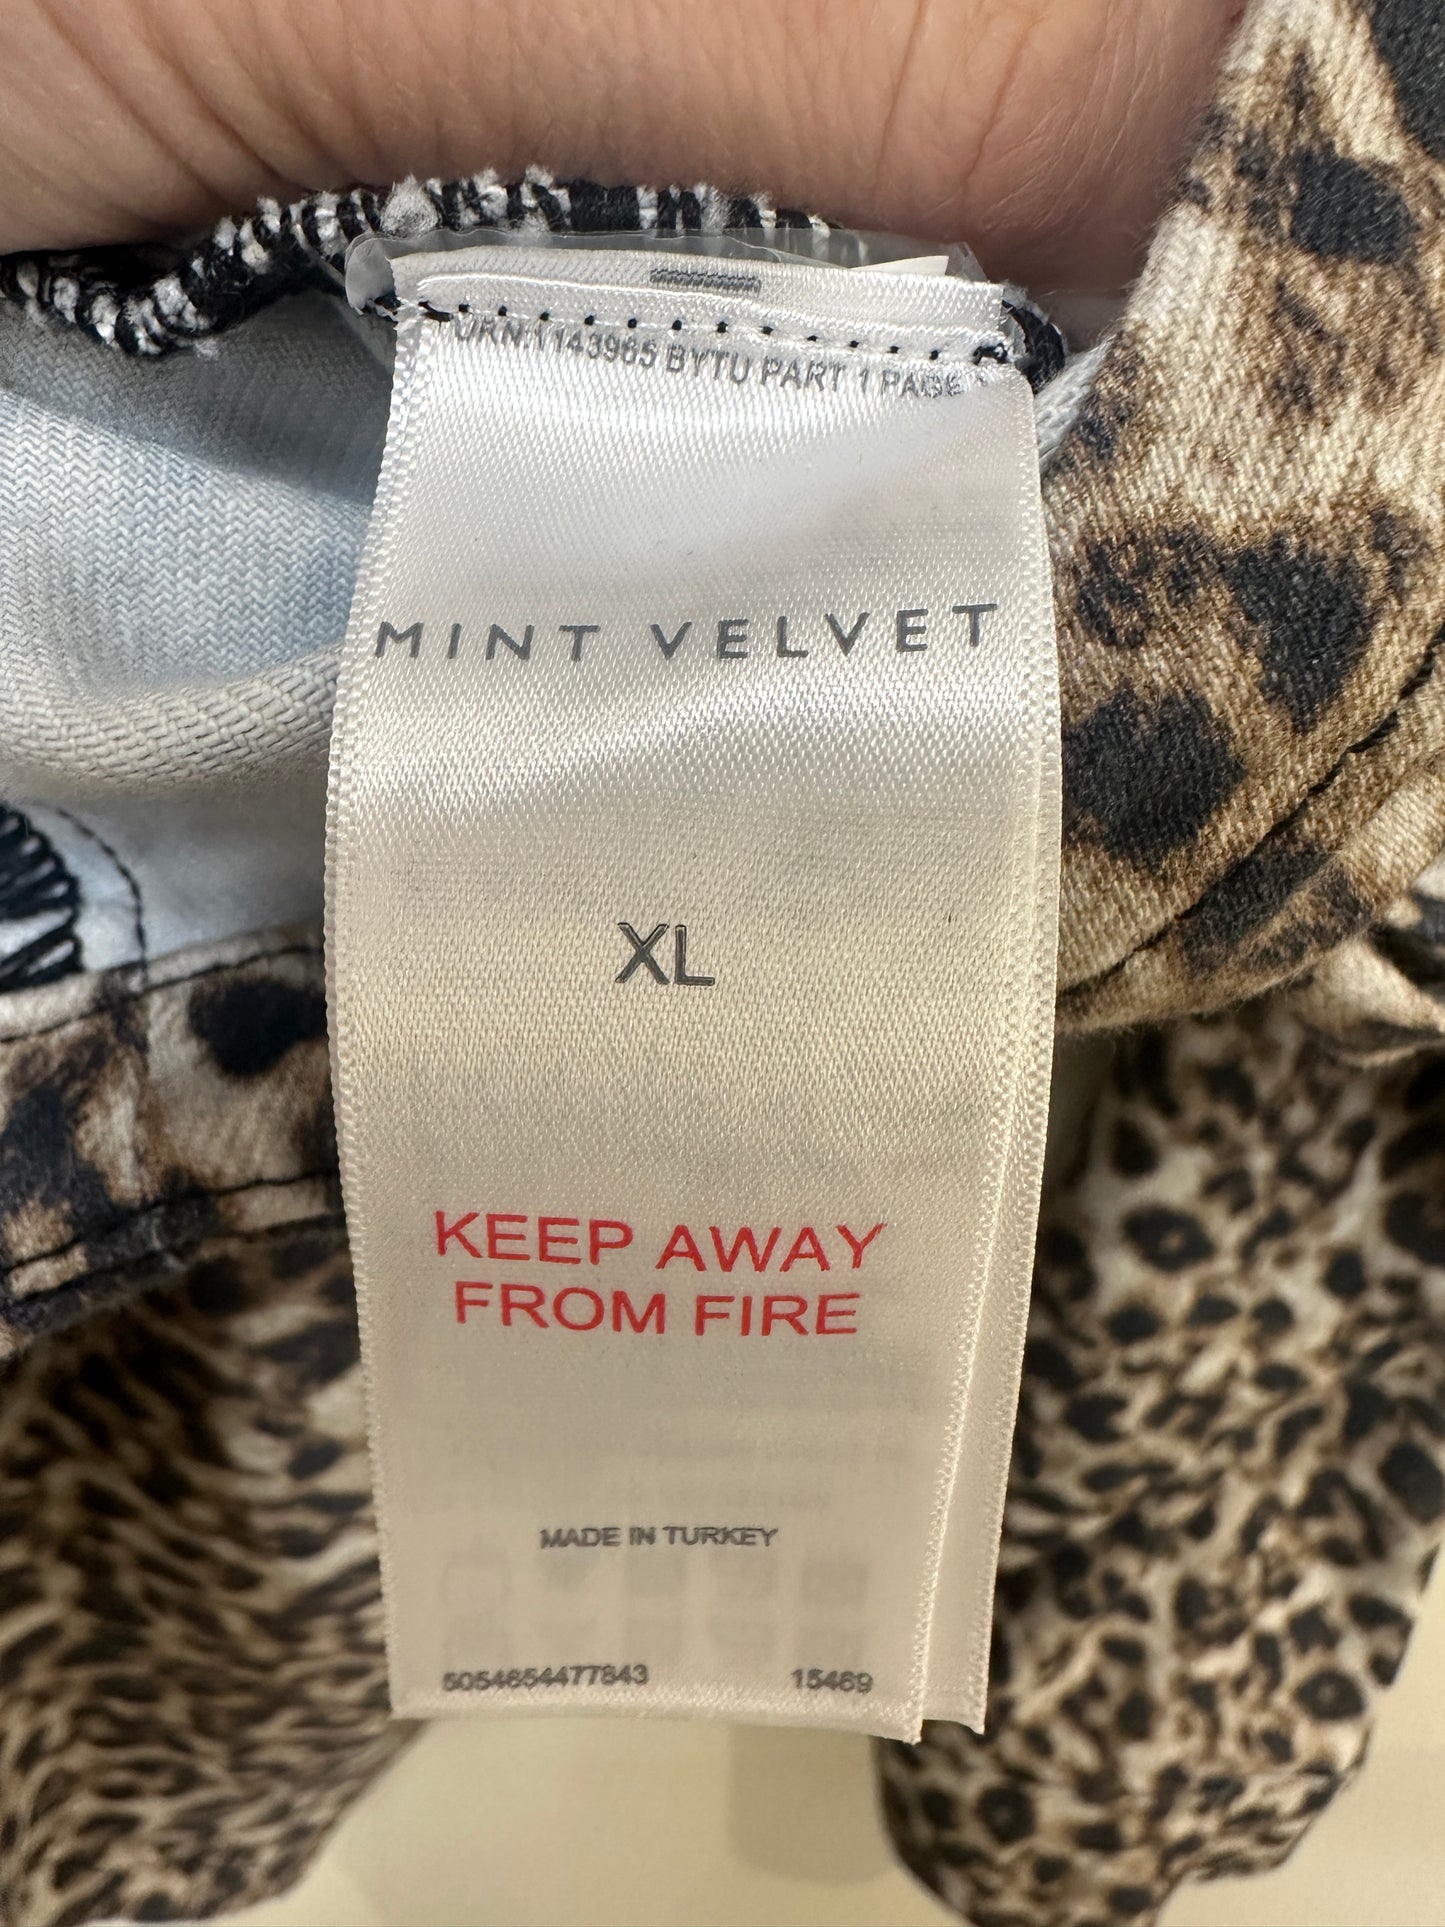 URN:1143965 BYTU PART 1 PAGE
MINT VELVET
XL
KEEP AWAY
FROM FIRE
MADE IN TURKEY
5054654477843 15469